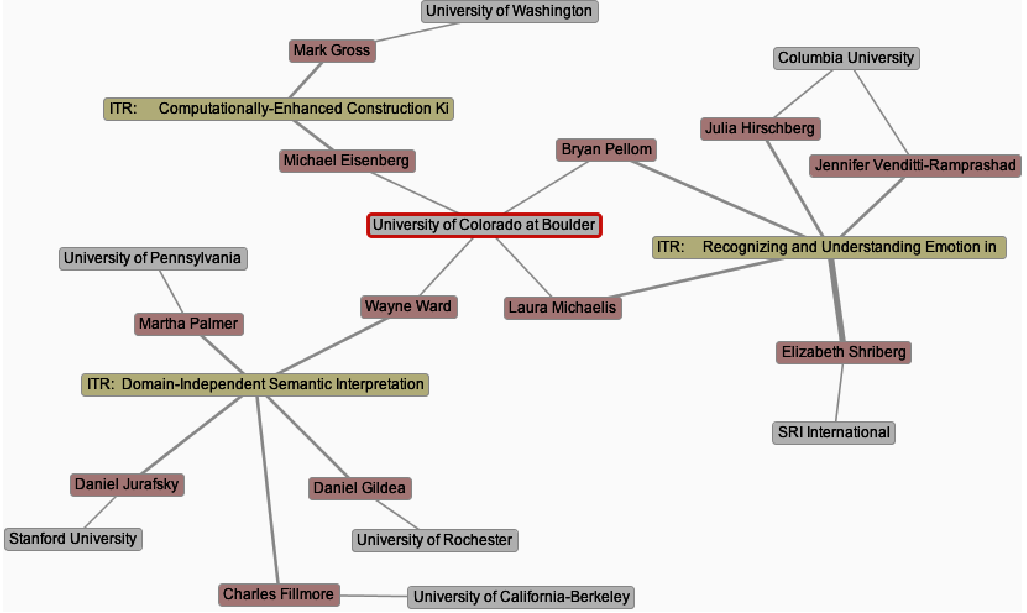 University of Washington
Mark Gross
Columbia University
ITR: Computationally-Enhanced Construction Ki
Julia Hirschberg
Michael Eisenberg
Bryan Pellom
Jennifer Venditti-Ramprashad
University of Colorado at Boulder
ITR: Recognizing and Understanding Emotion in
University of Pennsylvania
Wayne Ward
Laura Michaelis
Martha Palmer
Elizabeth Shriberg
ITR: Domain-Independent Semantic Interpretation
SRI International
Daniel Jurafsky
Daniel Gildea
Stanford University
University of Rochester
Charles Fillmore
University of California-Berkeley